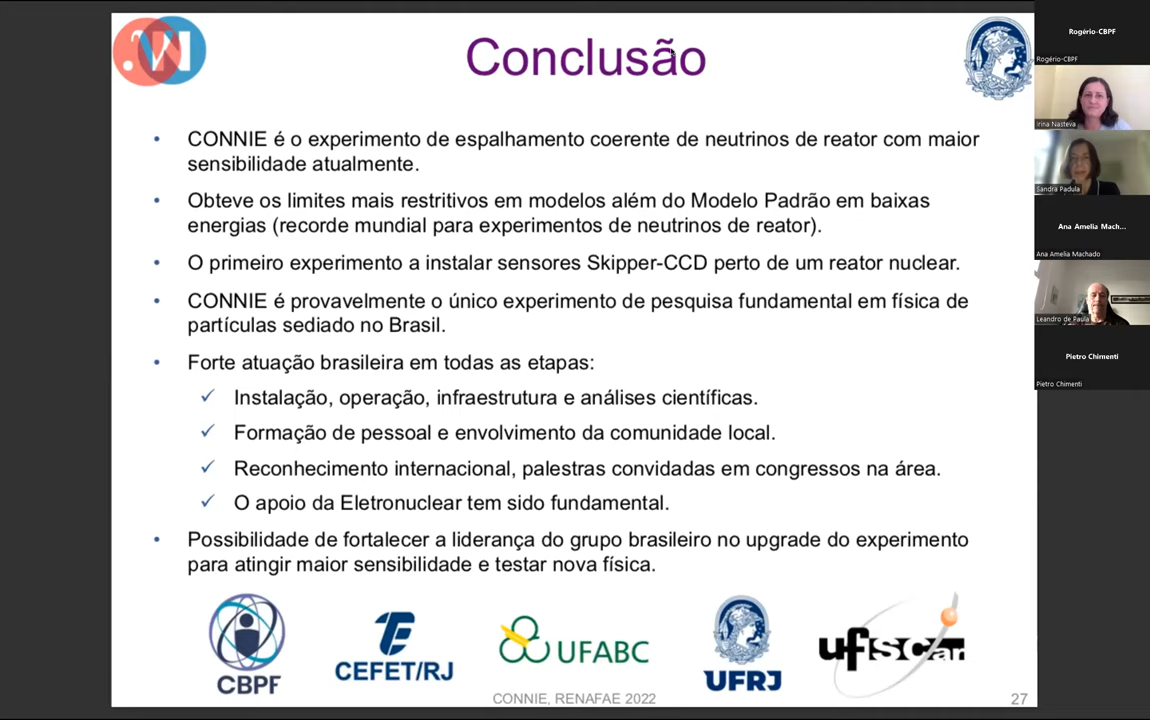 Conclusão
CONNIE é o experimento de espalhamento coerente de neutrinos de reator com maior
sensibilidade atualmente.
Obteve os limites mais restritivos em modelos além do Modelo Padrão em baixas
energias (recorde mundial para experimentos de neutrinos de reator).
O primeiro experimento a instalar sensores Skipper-CCD perto de um reator nuclear.
CONNIE é provavelmente o único experimento de pesquisa fundamental em física de
partículas sediado no Brasil.
Forte atuação brasileira em todas as etapas:
Instalação, operação, infraestrutura e análises científicas.
Formação de pessoal e envolvimento da comunidade local.
Reconhecimento internacional, palestras convidadas em congressos na área.
O apoio da Eletronuclear tem sido fundamental.
Possibilidade de fortalecer a liderança do grupo brasileiro no upgrade do experimento
para atingir maior sensibilidade e testar nova física.
CBPF
CEFET/RJ
UFABC
UFRJ
ufscar
CONNIE, RENAFAE 2022
27
Rogério-CBPF
Rogério-CBPF
Irina Nasteva
Sandra Padula
Ana Amelia Mach...
Ana Amelia Machado
Leandro de Paula
Pietro Chimenti
Pietro Chimenti